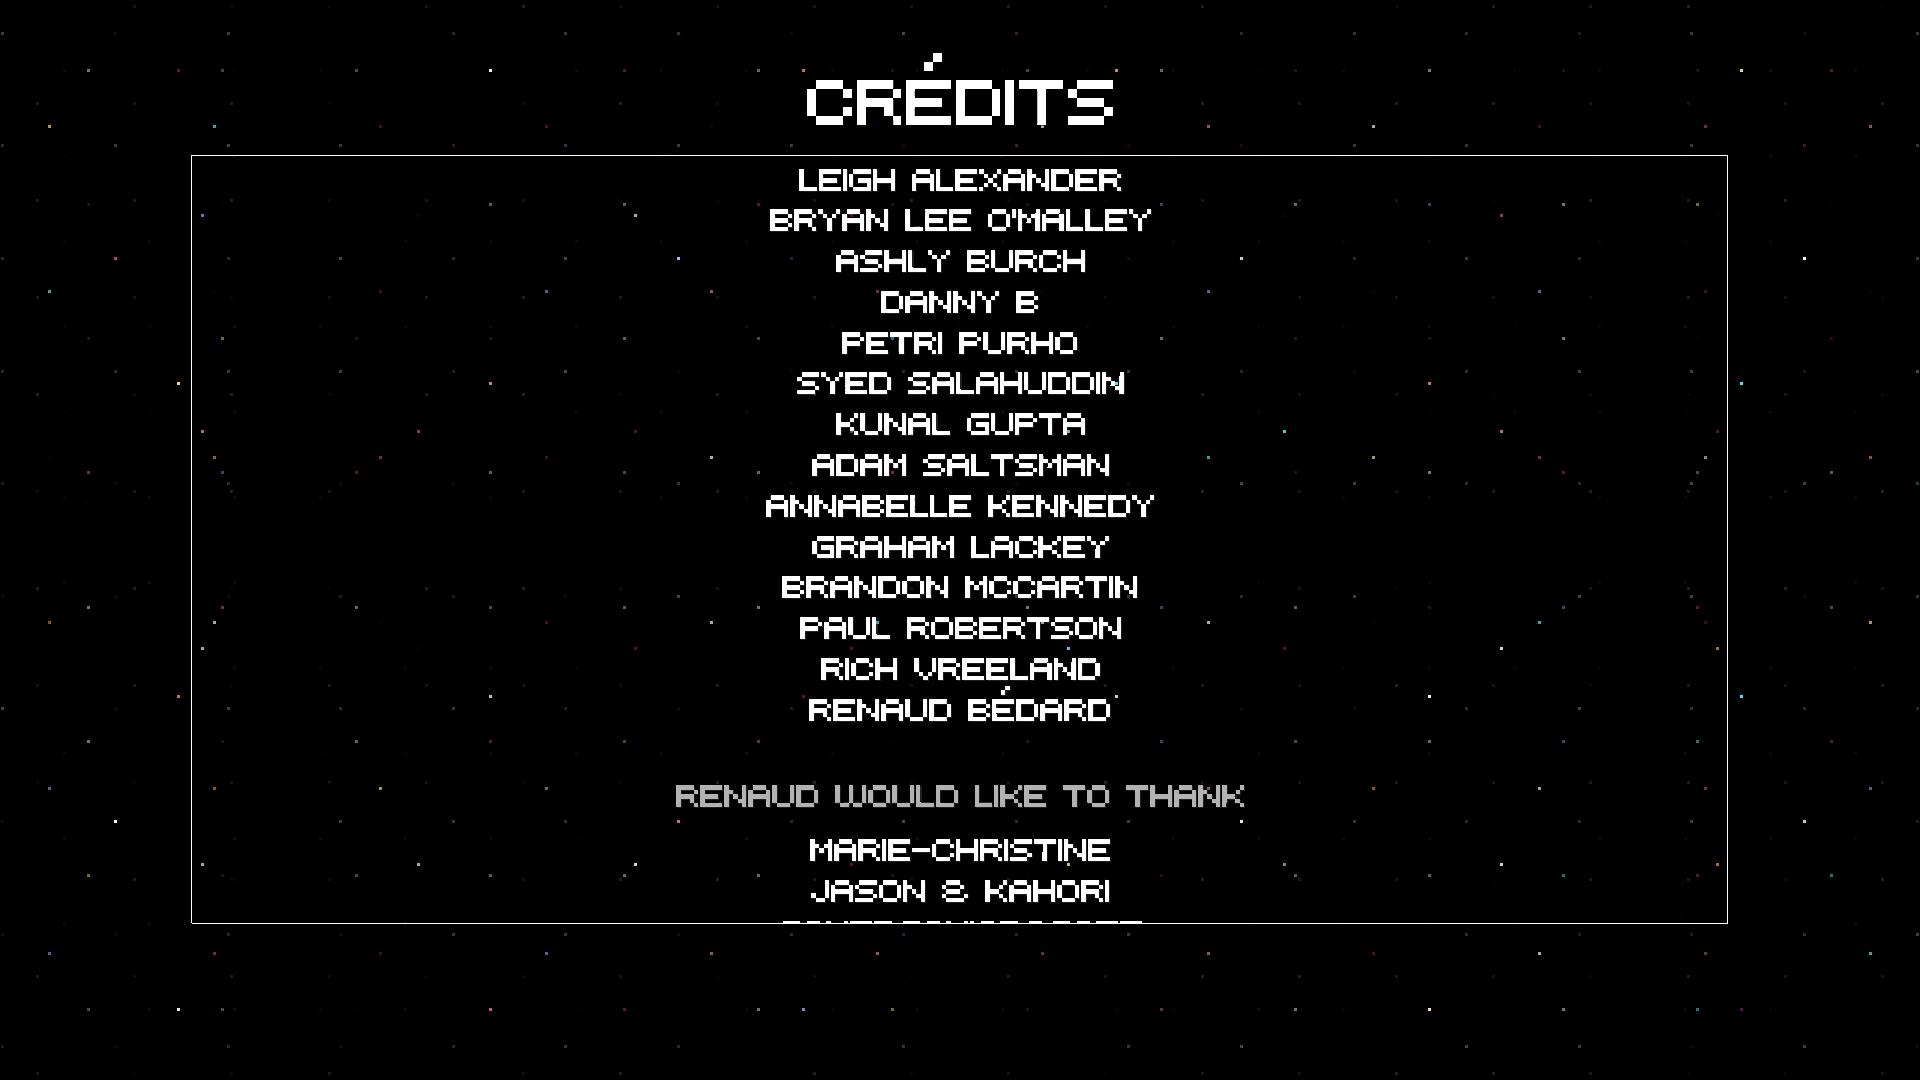 CRÉDITS
LEIGH ALEXANDER
BRYAN LEE O'MALLEY
ASHLY BURCH
DANNY B
PETRI PURHO
SYED SALAHUDDIN
KUNAL GUPTA
ADAM SALTSMAN
ANNABELLE KENNEDY
GRAHAM LACKEY
BRANDON MCCARTIN
PAUL ROBERTSON
RICH VREELAND
RENAUD BÉDARD
RENAUD WOULD LIKE TO THANK
MARIE-CHRISTINE
JASON & KAHORI